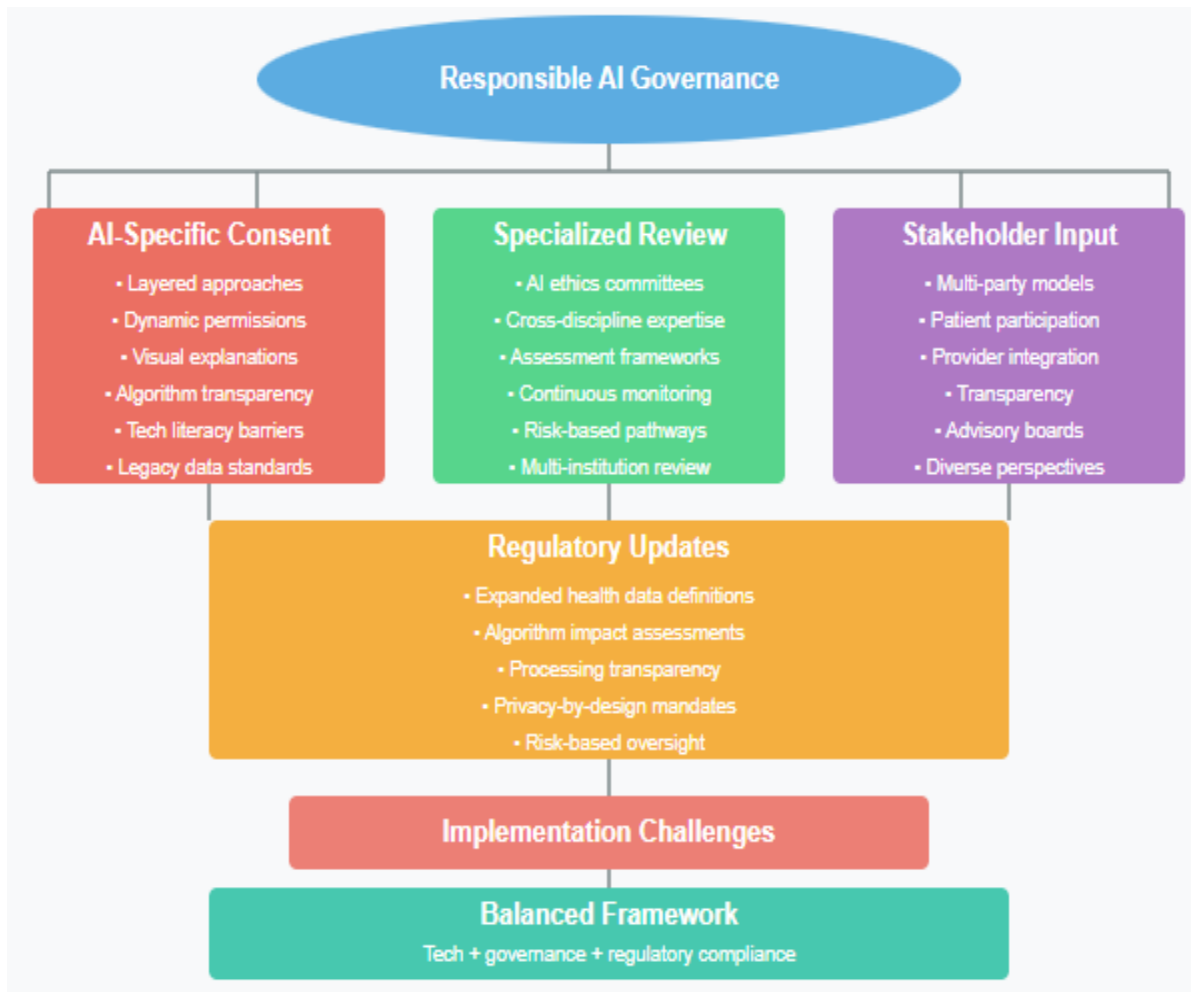 Responsible AI Governance
AI-Specific Consent
▪ Layered approaches
▪ Dynamic permissions
▪ Visual explanations
▪ Algorithm transparency
▪ Tech literacy barriers
▪ Legacy data standards
Specialized Review
▪ AI ethics committees
▪ Cross-discipline expertise
▪ Assessment frameworks
▪ Continuous monitoring
▪ Risk-based pathways
▪ Multi-institution review
Stakeholder Input
▪ Multi-party models
▪ Patient participation
▪ Provider integration
▪ Transparency
▪ Advisory boards
▪ Diverse perspectives
Regulatory Updates
▪ Expanded health data definitions
▪ Algorithm impact assessments
▪ Processing transparency
▪ Privacy-by-design mandates
▪ Risk-based oversight
Implementation Challenges
Balanced Framework
Tech + governance + regulatory compliance